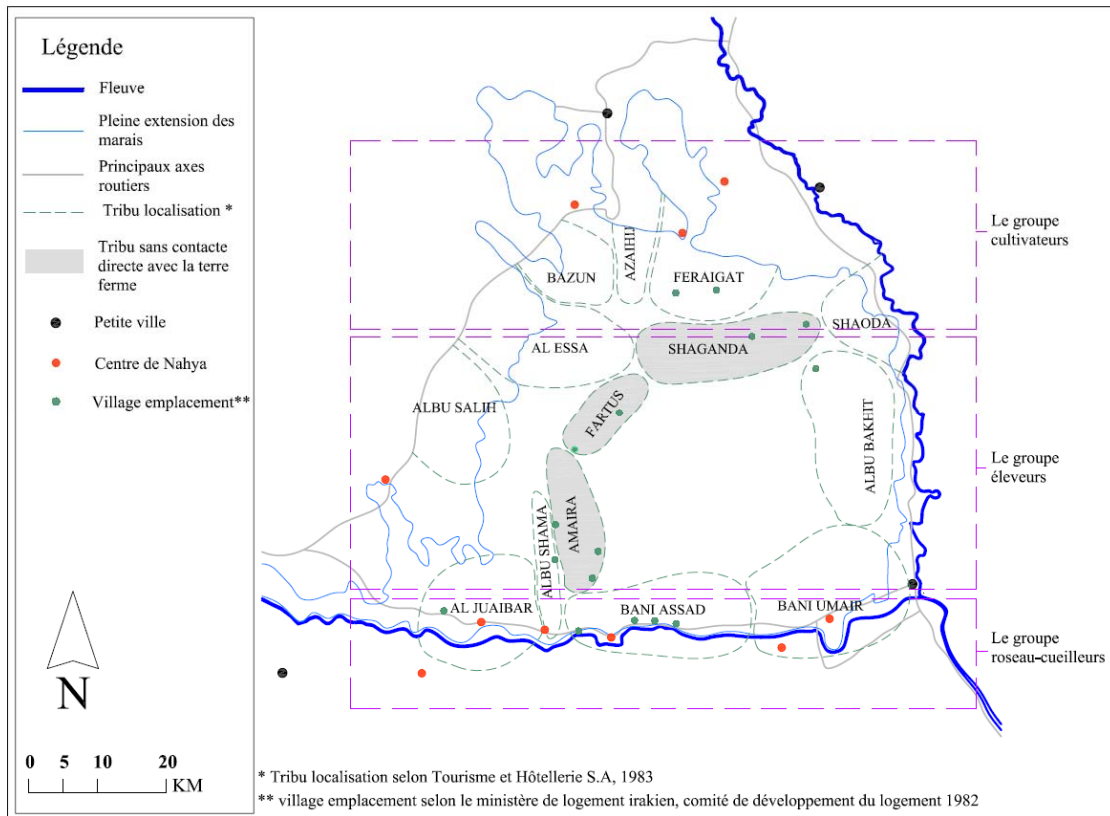 Légende
Fleuve
Pleine extension des
marais
Principaux axes
routiers
Tribu localisation *
Tribu sans contacte
directe avec la terre
ferme
Petite ville
Centre de Nahya
Village emplacement**
N
0 5 10 20
KM
BAZUN
AZAIHIJ
FERAIGAT
SHAODA
AL ESSA
SHAGANDA
ALBU SALIH
FARTUS
ALBU BAKHIT
AMAIRA
ALBU SHAMA
AL JUAIBAR
BANI ASSAD
BANI UMAIR
Le groupe
cultivateurs
Le groupe
éleveurs
Le groupe
roseau-cueilleurs
* Tribu localisation selon Tourisme et Hôtellerie S.A, 1983
** village emplacement selon le ministère de logement irakien, comité de développement du logement 1982